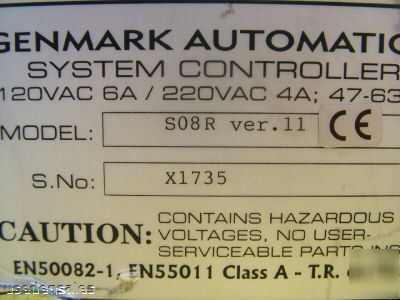 GENMARK AUTOMATIO
SYSTEM CONTROLLER
120VAC 6A / 220VAC 4A; 47-63
MODEL: S08R ver.11 CE
S.No: X1735
CAUTION: CONTAINS HAZARDOUS
VOLTAGES, NO USER-
SERVICEABLE PARTS INS
EN50082-1, EN55011 Class A - T.R.